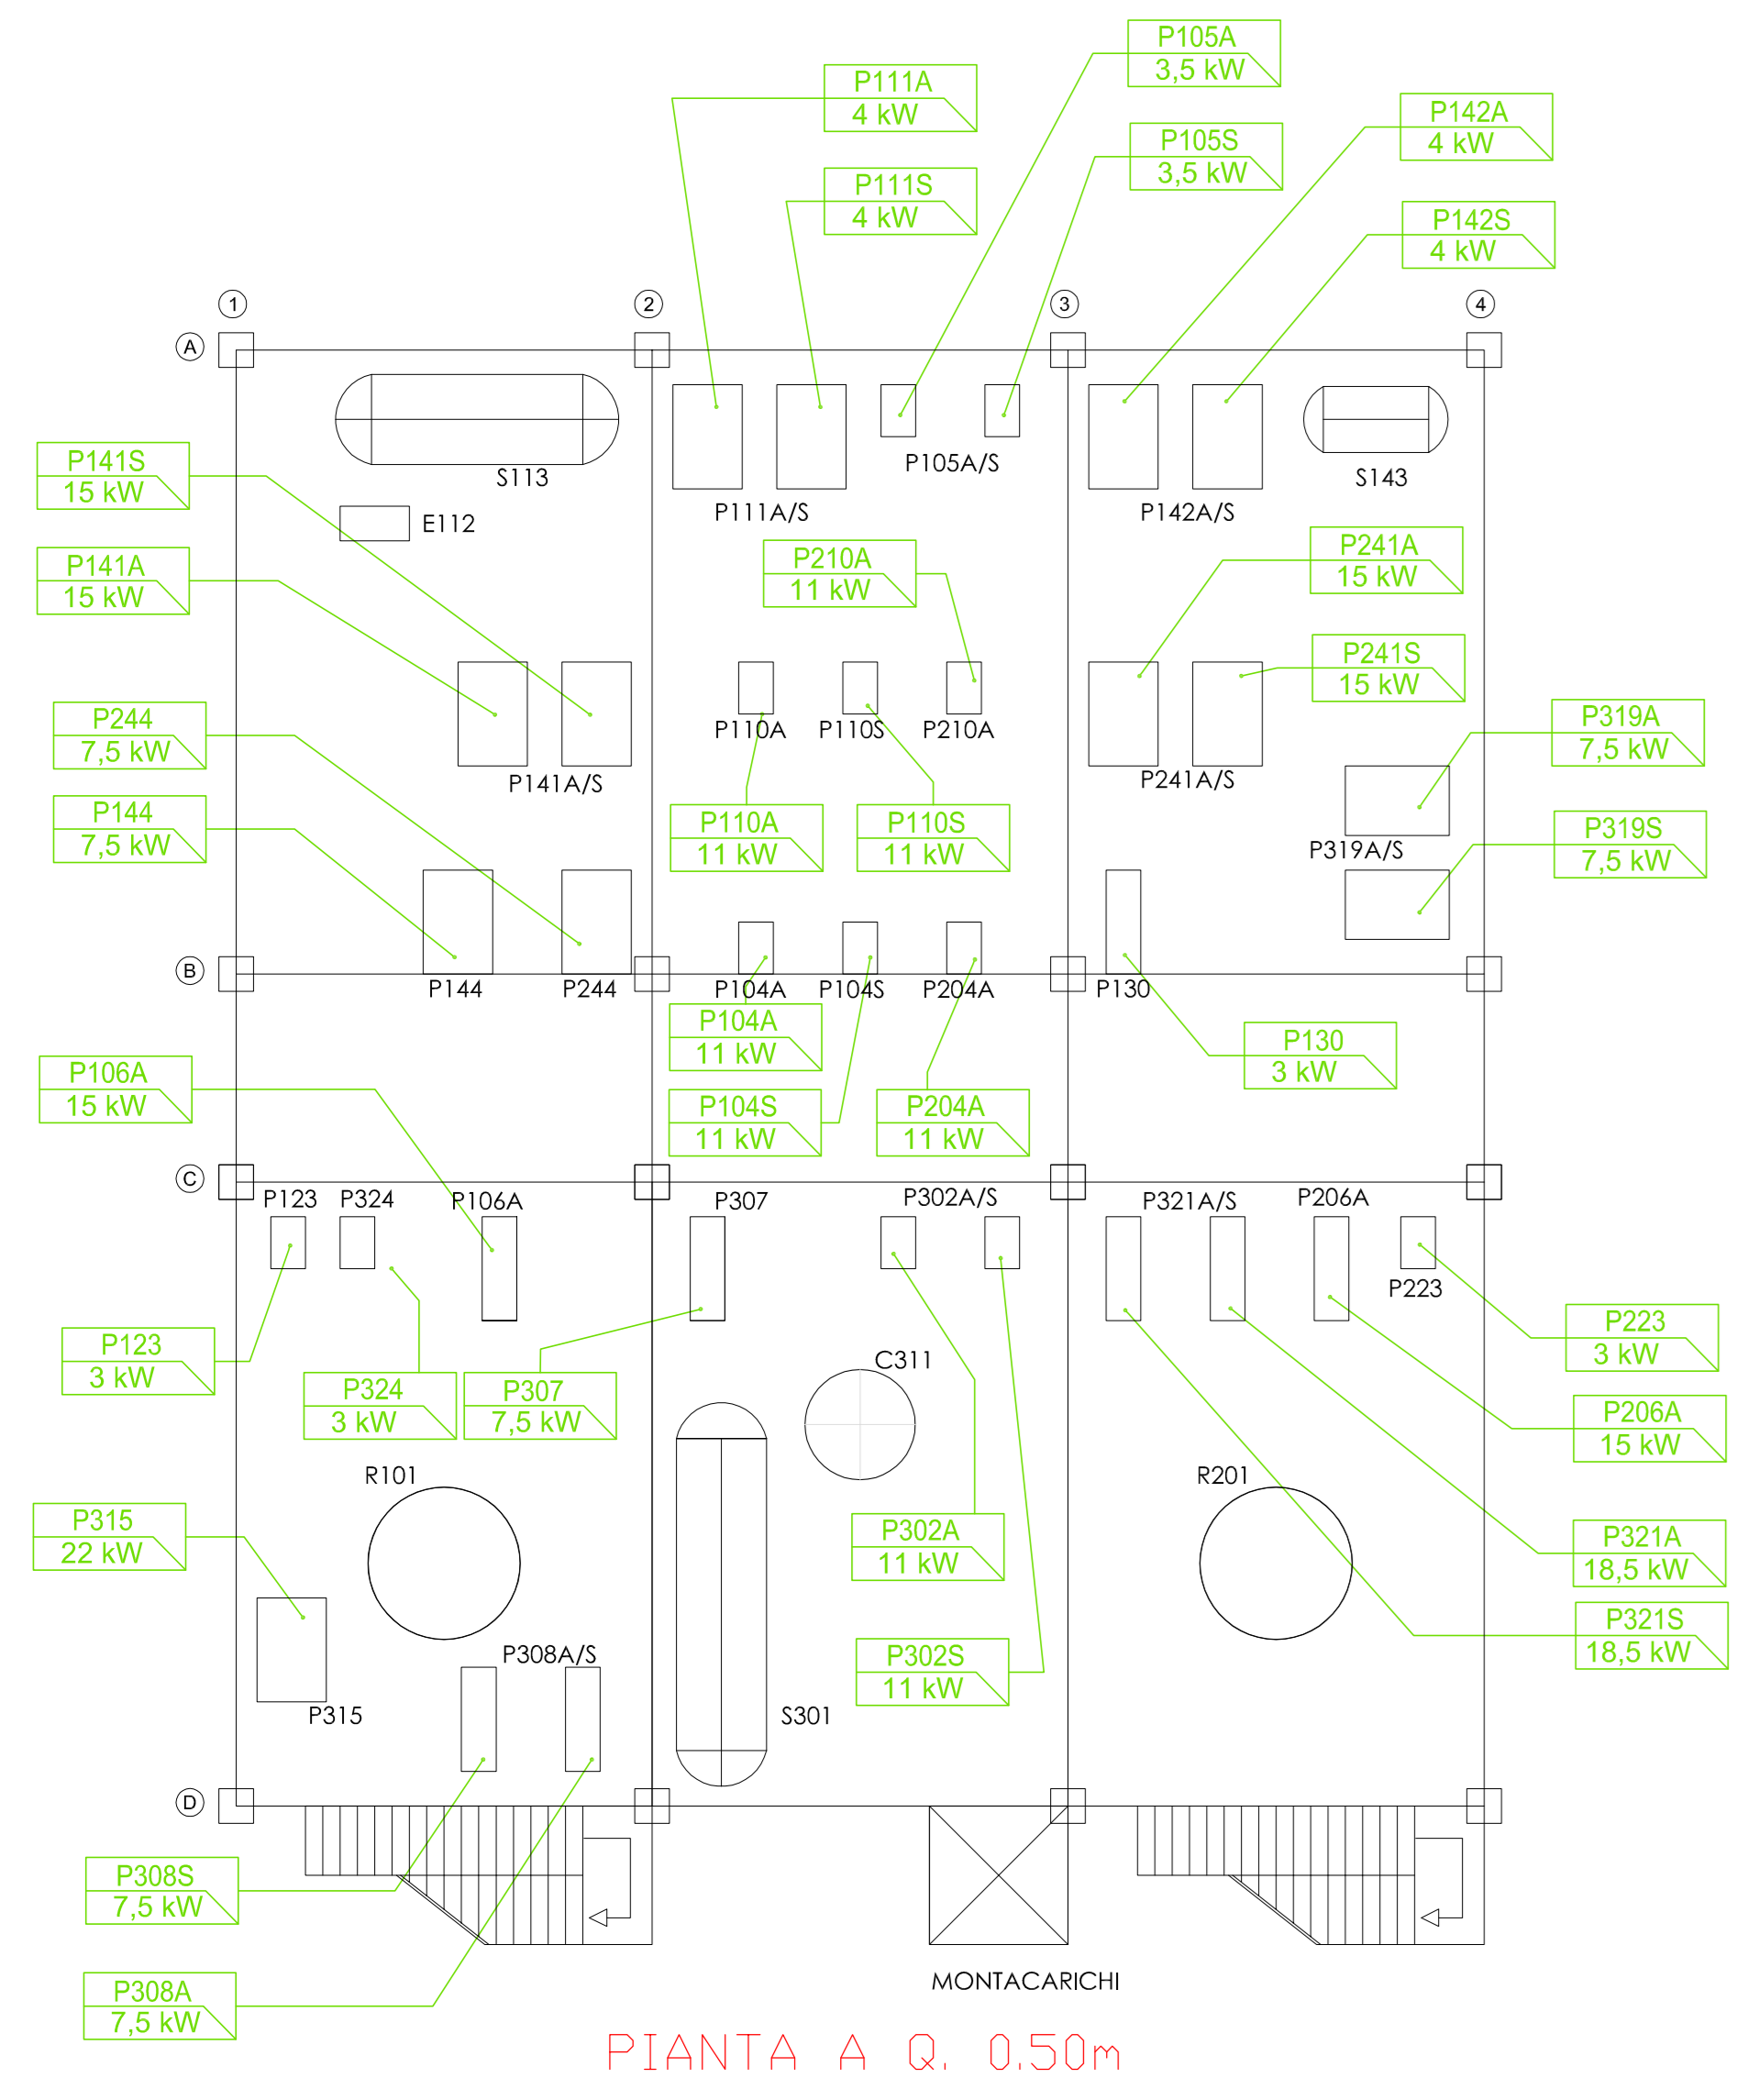 P105A
3,5 kW
P111A
4 kW
P142A
4 kW
P105S
3,5 kW
P111S
4 kW
P142S
4 kW
1
2
3
4
A
S113
P105A/S
S143
P111A/S
P142A/S
P141S
15 kW
E112
P141A
15 kW
P210A
11 kW
P241A
15 kW
P241S
15 kW
P110A
P110S
P210A
P244
7,5 kW
P319A
7,5 kW
P141A/S
P241A/S
P144
7,5 kW
P110A
11 kW
P110S
11 kW
P319S
7,5 kW
P319A/S
B
P144
P244
P104A
P104S
P204A
P130
P104A
11 kW
P130
3 kW
P106A
15 kW
P104S
11 kW
P204A
11 kW
C
P123
P324
P106A
P307
P302A/S
P321A/S
P206A
P223
P123
3 kW
P223
3 kW
C311
P324
3 kW
P307
7,5 kW
P206A
15 kW
R101
R201
P315
22 kW
P302A
11 kW
P321A
18,5 kW
P321S
18,5 kW
P308A/S
P302S
11 kW
P315
S301
D
P308S
7,5 kW
P308A
7,5 kW
MONTACARICHI
PIANTA A Q. 0.50m